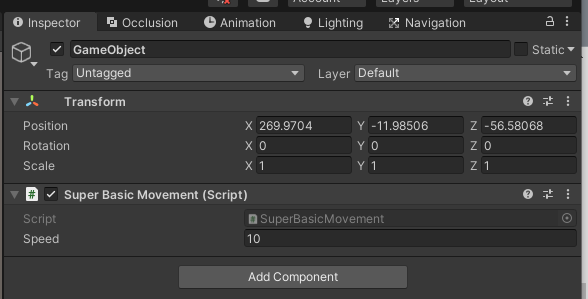 Account Layers Layout
Inspector Occlusion Animation Lighting Navigation
GameObject Static
Tag Untagged Layer Default
Transform
Position X 269.9704 Y -11.98506 Z -56.58068
Rotation X 0 Y 0 Z 0
Scale X 1 Y 1 Z 1
# Super Basic Movement (Script)
Script SuperBasicMovement
Speed 10
Add Component